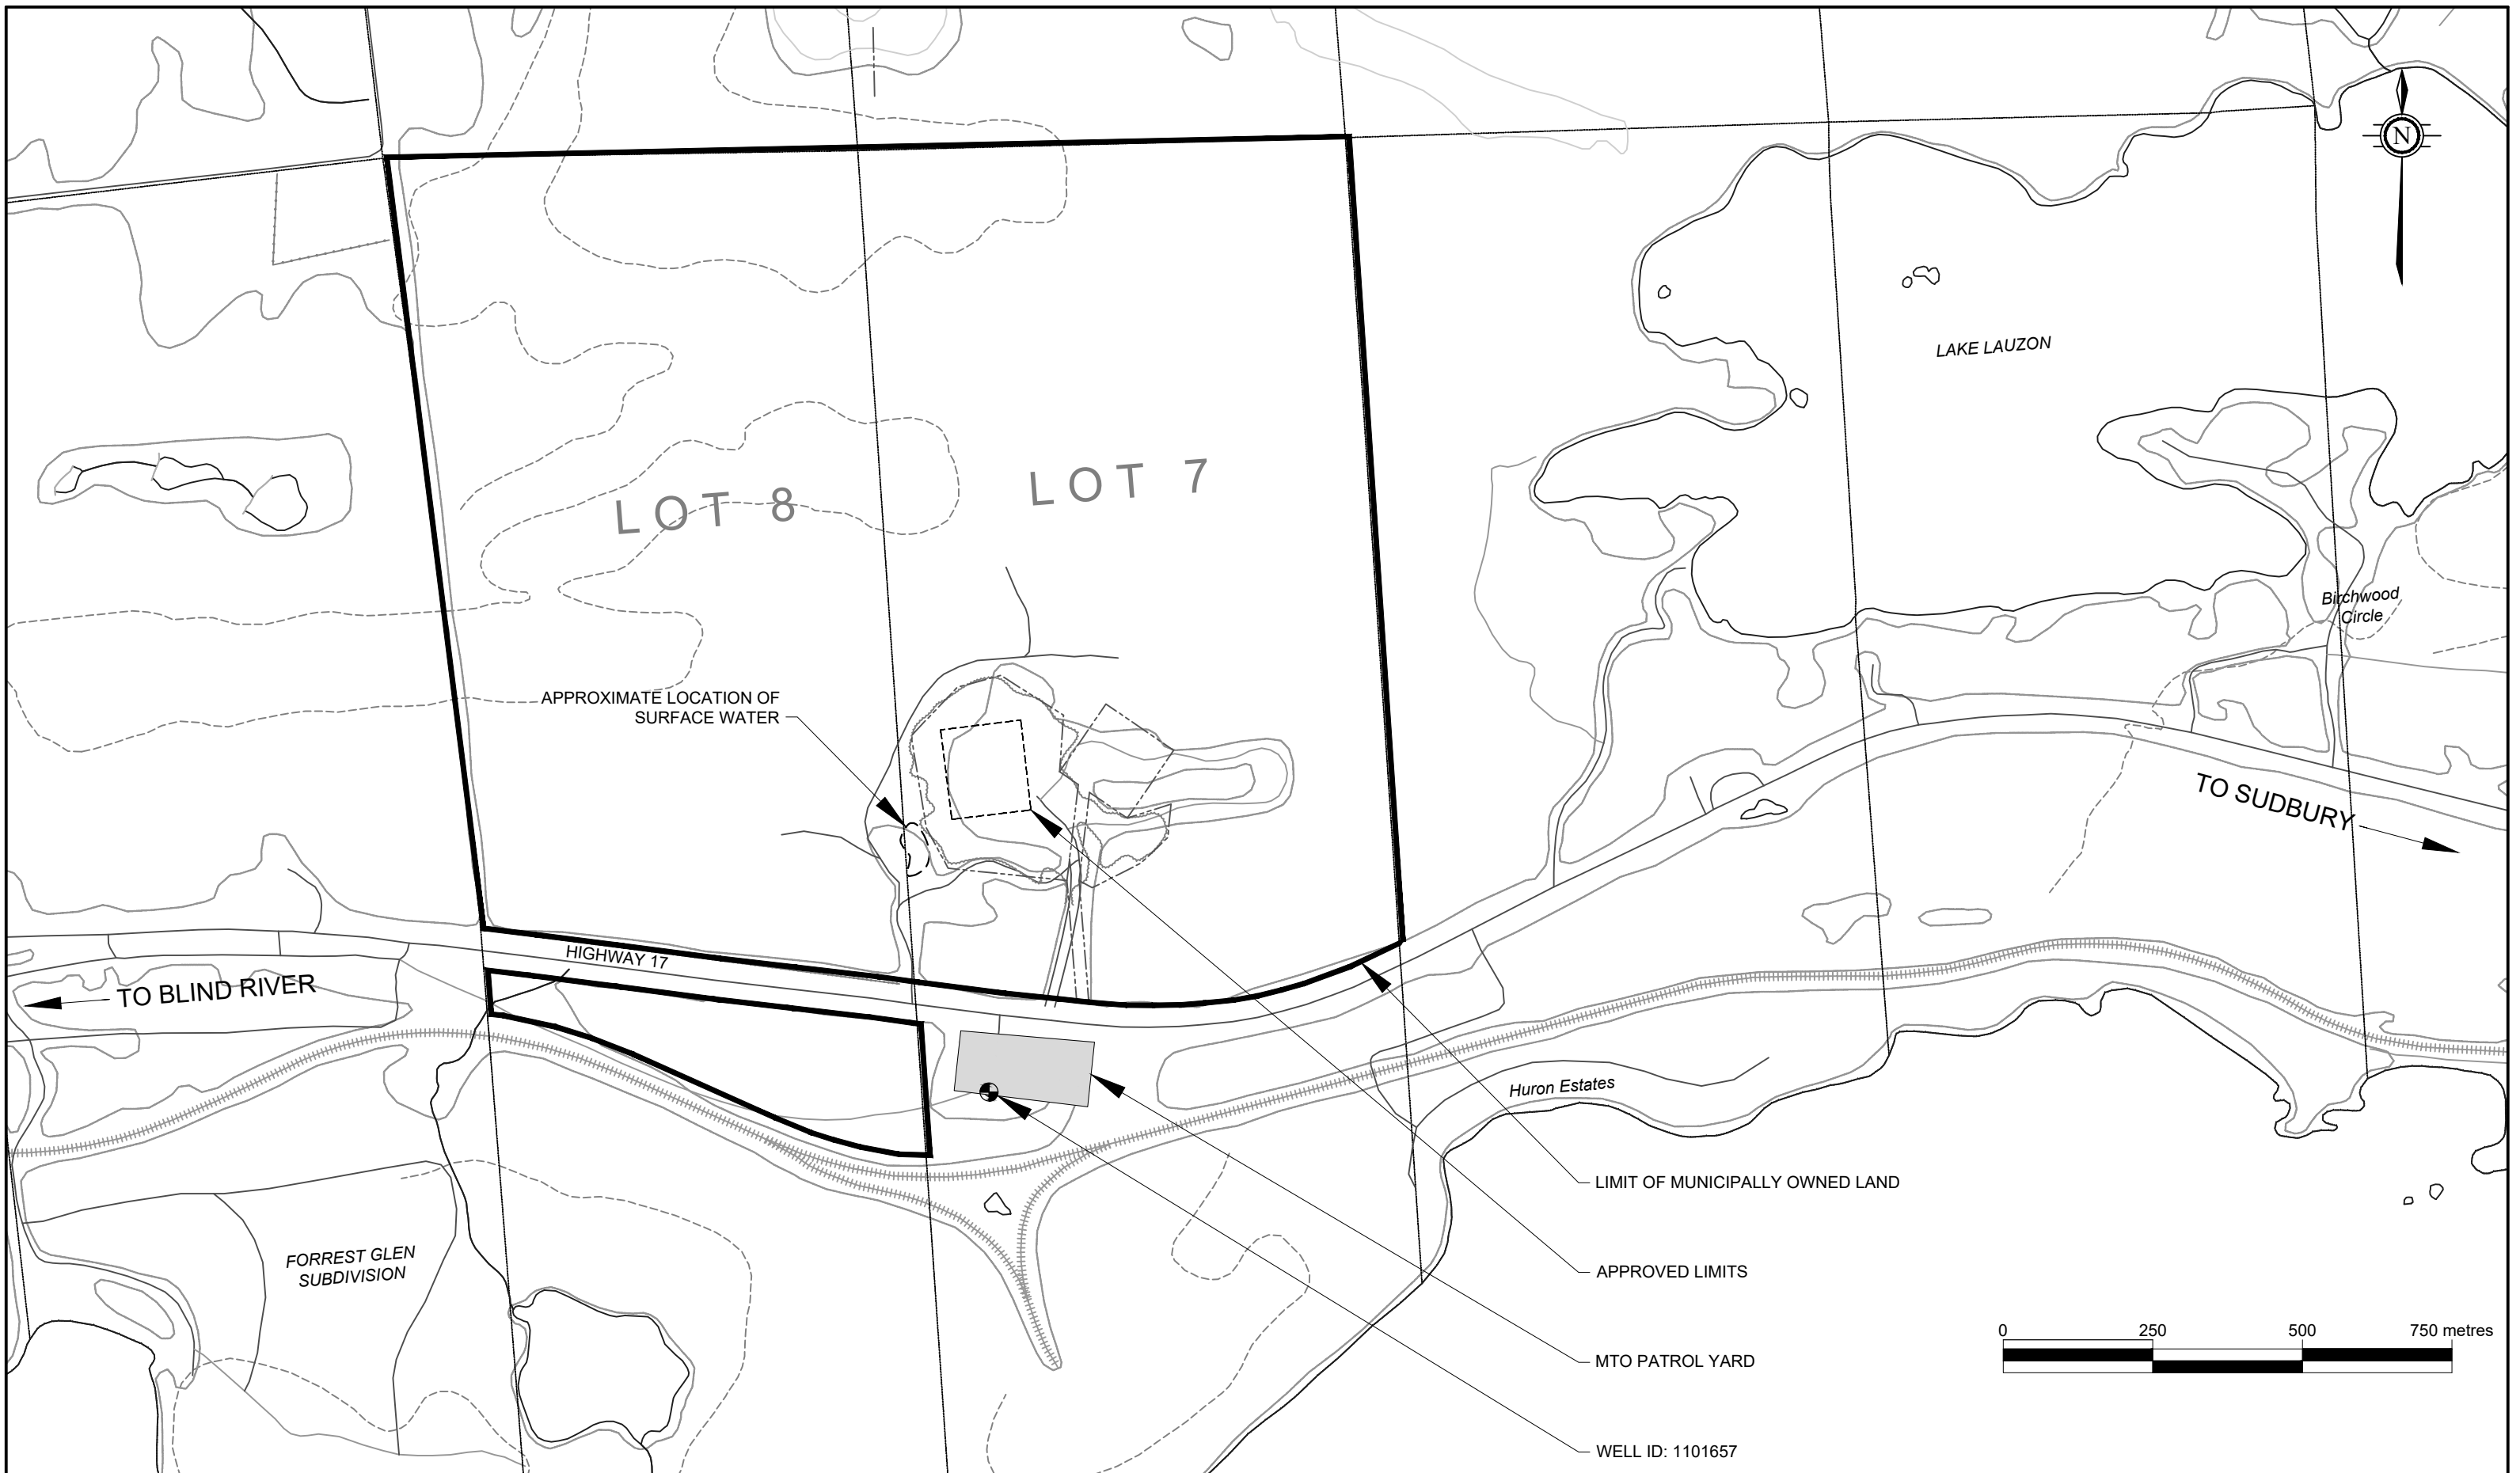 N
LAKE LAUZON
LOT 7
LOT 8
Birchwood
Circle
APPROXIMATE LOCATION OF
SURFACE WATER
TO SUDBURY
HIGHWAY 17
TO BLIND RIVER
Huron Estates
LIMIT OF MUNICIPALLY OWNED LAND
FORREST GLEN
SUBDIVISION
APPROVED LIMITS
0 250 500 750 metres
MTO PATROL YARD
WELL ID: 1101657